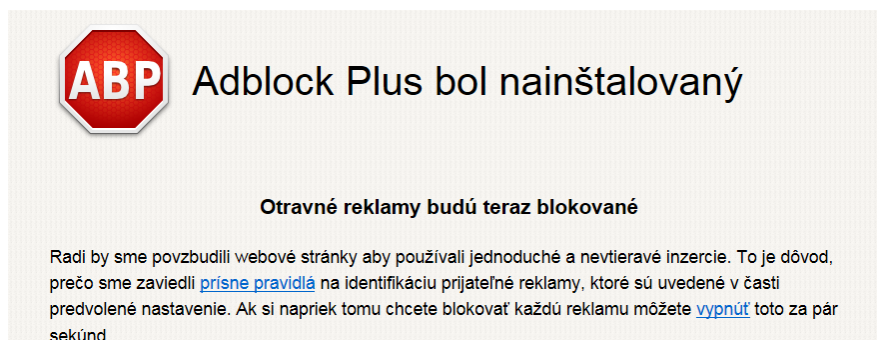 ABP
Adblock Plus bol nainštalovaný
Otravné reklamy budú teraz blokované
Radi by sme povzbudili webové stránky aby používali jednoduché a nevtieravé inzercie. To je dôvod,
prečo sme zaviedli prísne pravidlá na identifikáciu prijateľné reklamy, ktoré sú uvedené v časti
predvolené nastavenie. Ak si napriek tomu chcete blokovať každú reklamu môžete vypnúť toto za pár
sekúnd